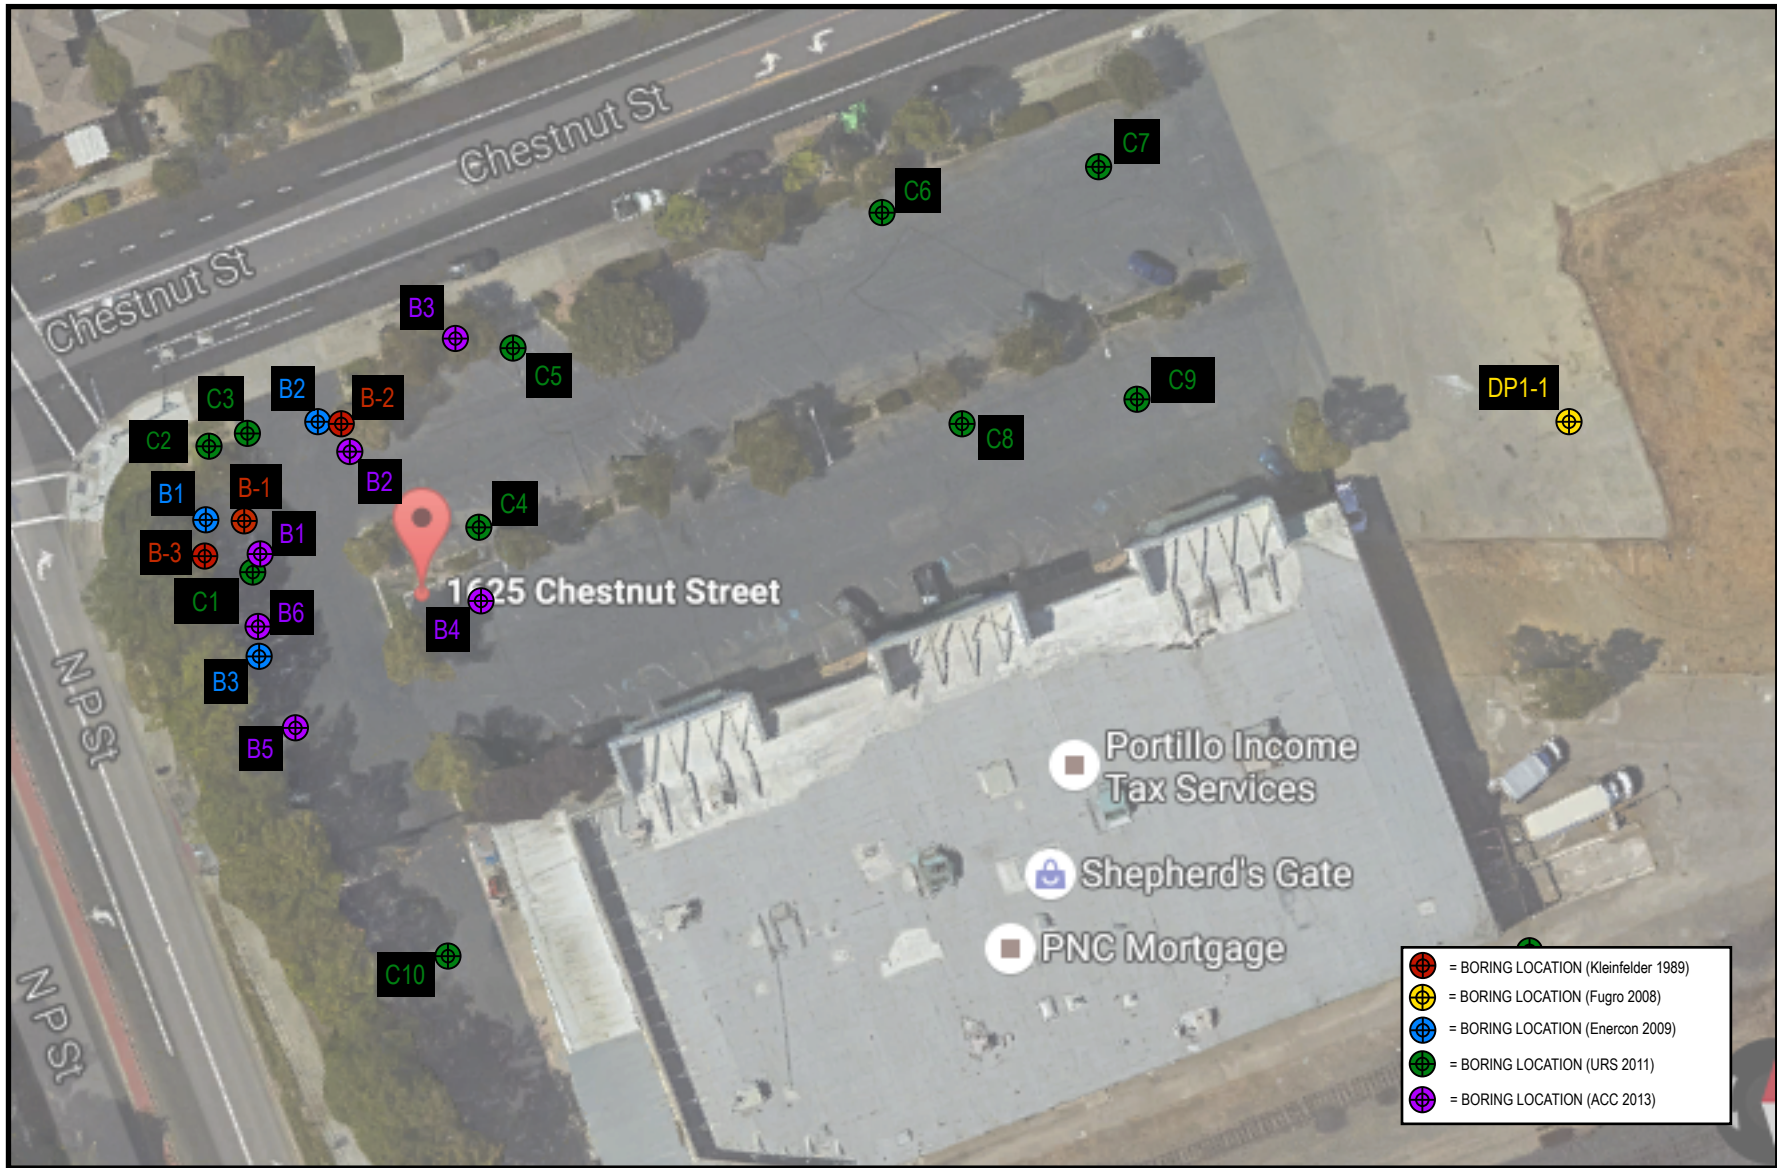 Chestnut St
C7
C6
Chestnut St
B3
C5
C3
B2
B-2
C9
DP1-1
C2
C8
B1
B-1
B2
C4
B-3
B1
C1
B6
1625 Chestnut Street
B4
B3
N P St
B5
Portillo Income
Tax Services
Shepherd's Gate
PNC Mortgage
C10
N P St
= BORING LOCATION (Kleinfelder 1989)
= BORING LOCATION (Fugro 2008)
= BORING LOCATION (Enercon 2009)
= BORING LOCATION (URS 2011)
= BORING LOCATION (ACC 2013)